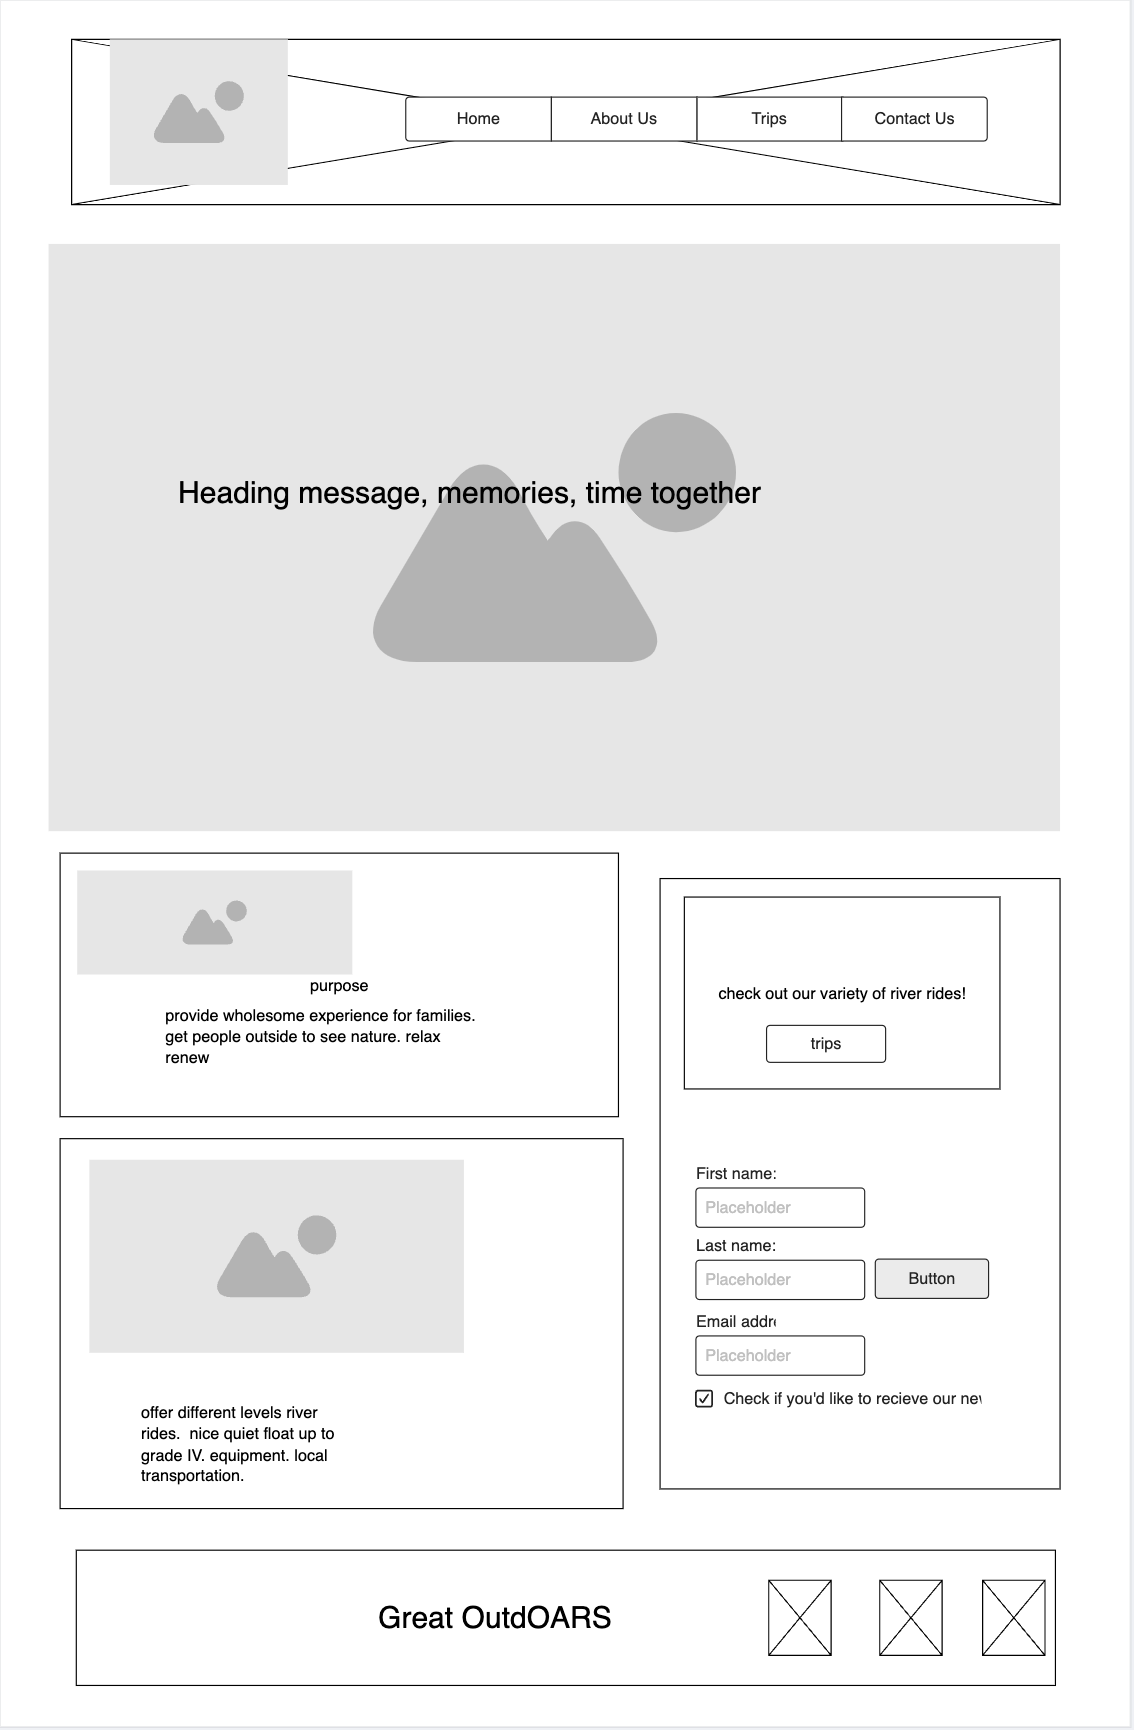 Home
About Us
Trips
Contact Us
Heading message, memories, time together
purpose
provide wholesome experience for families.
get people outside to see nature. relax
renew
check out our variety of river rides!
trips
First name:
Placeholder
Last name:
Placeholder
Button
Email addr
Placeholder
Check if you'd like to recieve our new
offer different levels river
rides.  nice quiet float up to
grade IV. equipment. local
transportation.
Great OutdOARS